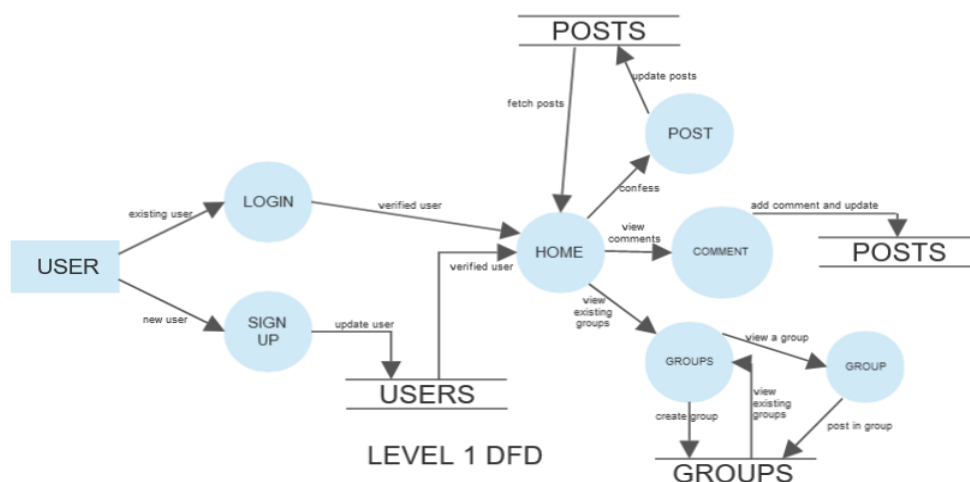 POSTS
update posts
fetch posts
POST
confess
LOGIN
existing user
verified user
add comment and update
view
comments
HOME
COMMENT
POSTS
USER
verified user
new user
SIGN
UP
update user
view
existing
groups
view a group
GROUPS
GROUP
USERS
view
existing
groups
create group
post in group
LEVEL 1 DFD
GROUPS